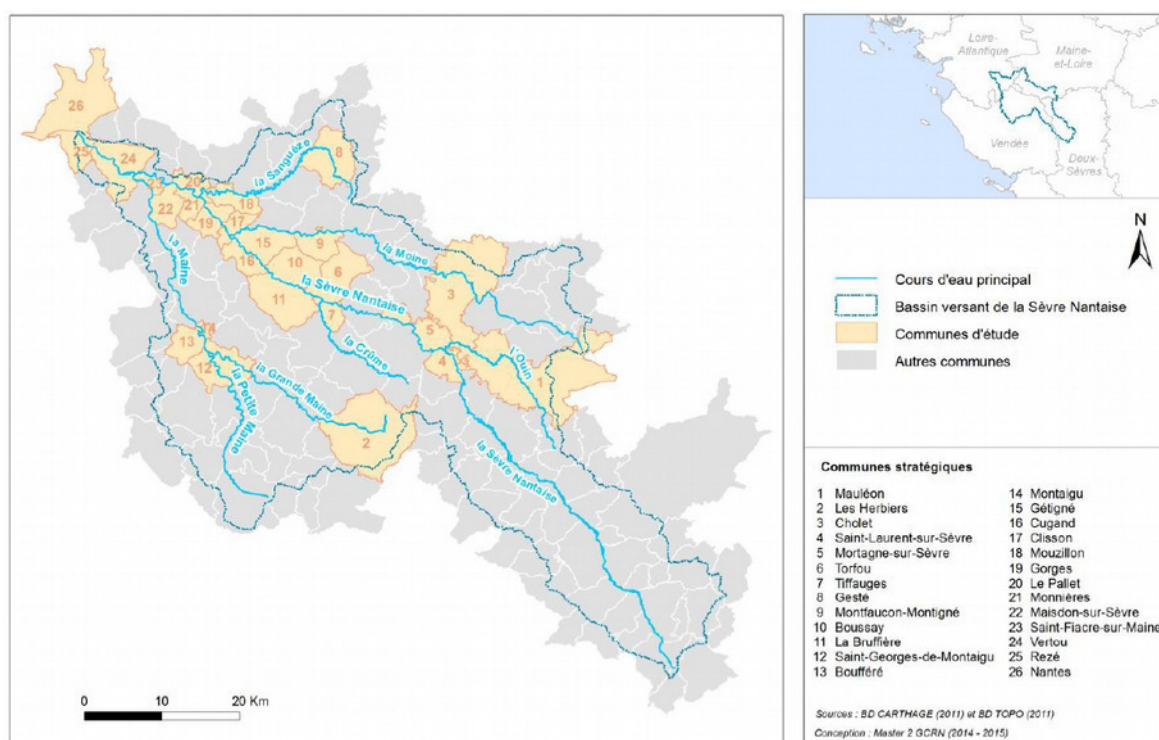 26
25
24
23
20
22
21
18
19
17
8
la Sanguèze
15
9
16
10
6
la Moine
la Maine
la Sèvre Nantaise
11
3
7
5
4
la Crûme
l'Ouin
1
14
13
12
la Grande Maine
la Petite Maine
2
la Sèvre Nantaise
0 10 20 Km
Loire-
Atlantique
Maine-
et-Loire
Vendée
Deux-
Sèvres
N
Cours d'eau principal
Bassin versant de la Sèvre Nantaise
Communes d'étude
Autres communes
Communes stratégiques
1 Mauléon
2 Les Herbiers
3 Cholet
4 Saint-Laurent-sur-Sèvre
5 Mortagne-sur-Sèvre
6 Torfou
7 Tiffauges
8 Gesté
9 Montfaucon-Montigné
10 Boussay
11 La Bruffière
12 Saint-Georges-de-Montaigu
13 Boufféré
14 Montaigu
15 Gétigné
16 Cugand
17 Clisson
18 Mouzillon
19 Gorges
20 Le Pallet
21 Monnières
22 Maisdon-sur-Sèvre
23 Saint-Fiacre-sur-Maine
24 Vertou
25 Rezé
26 Nantes
Sources : BD CARTHAGE (2011) et BD TOPO (2011)
Conception : Master 2 GCRN (2014 - 2015)